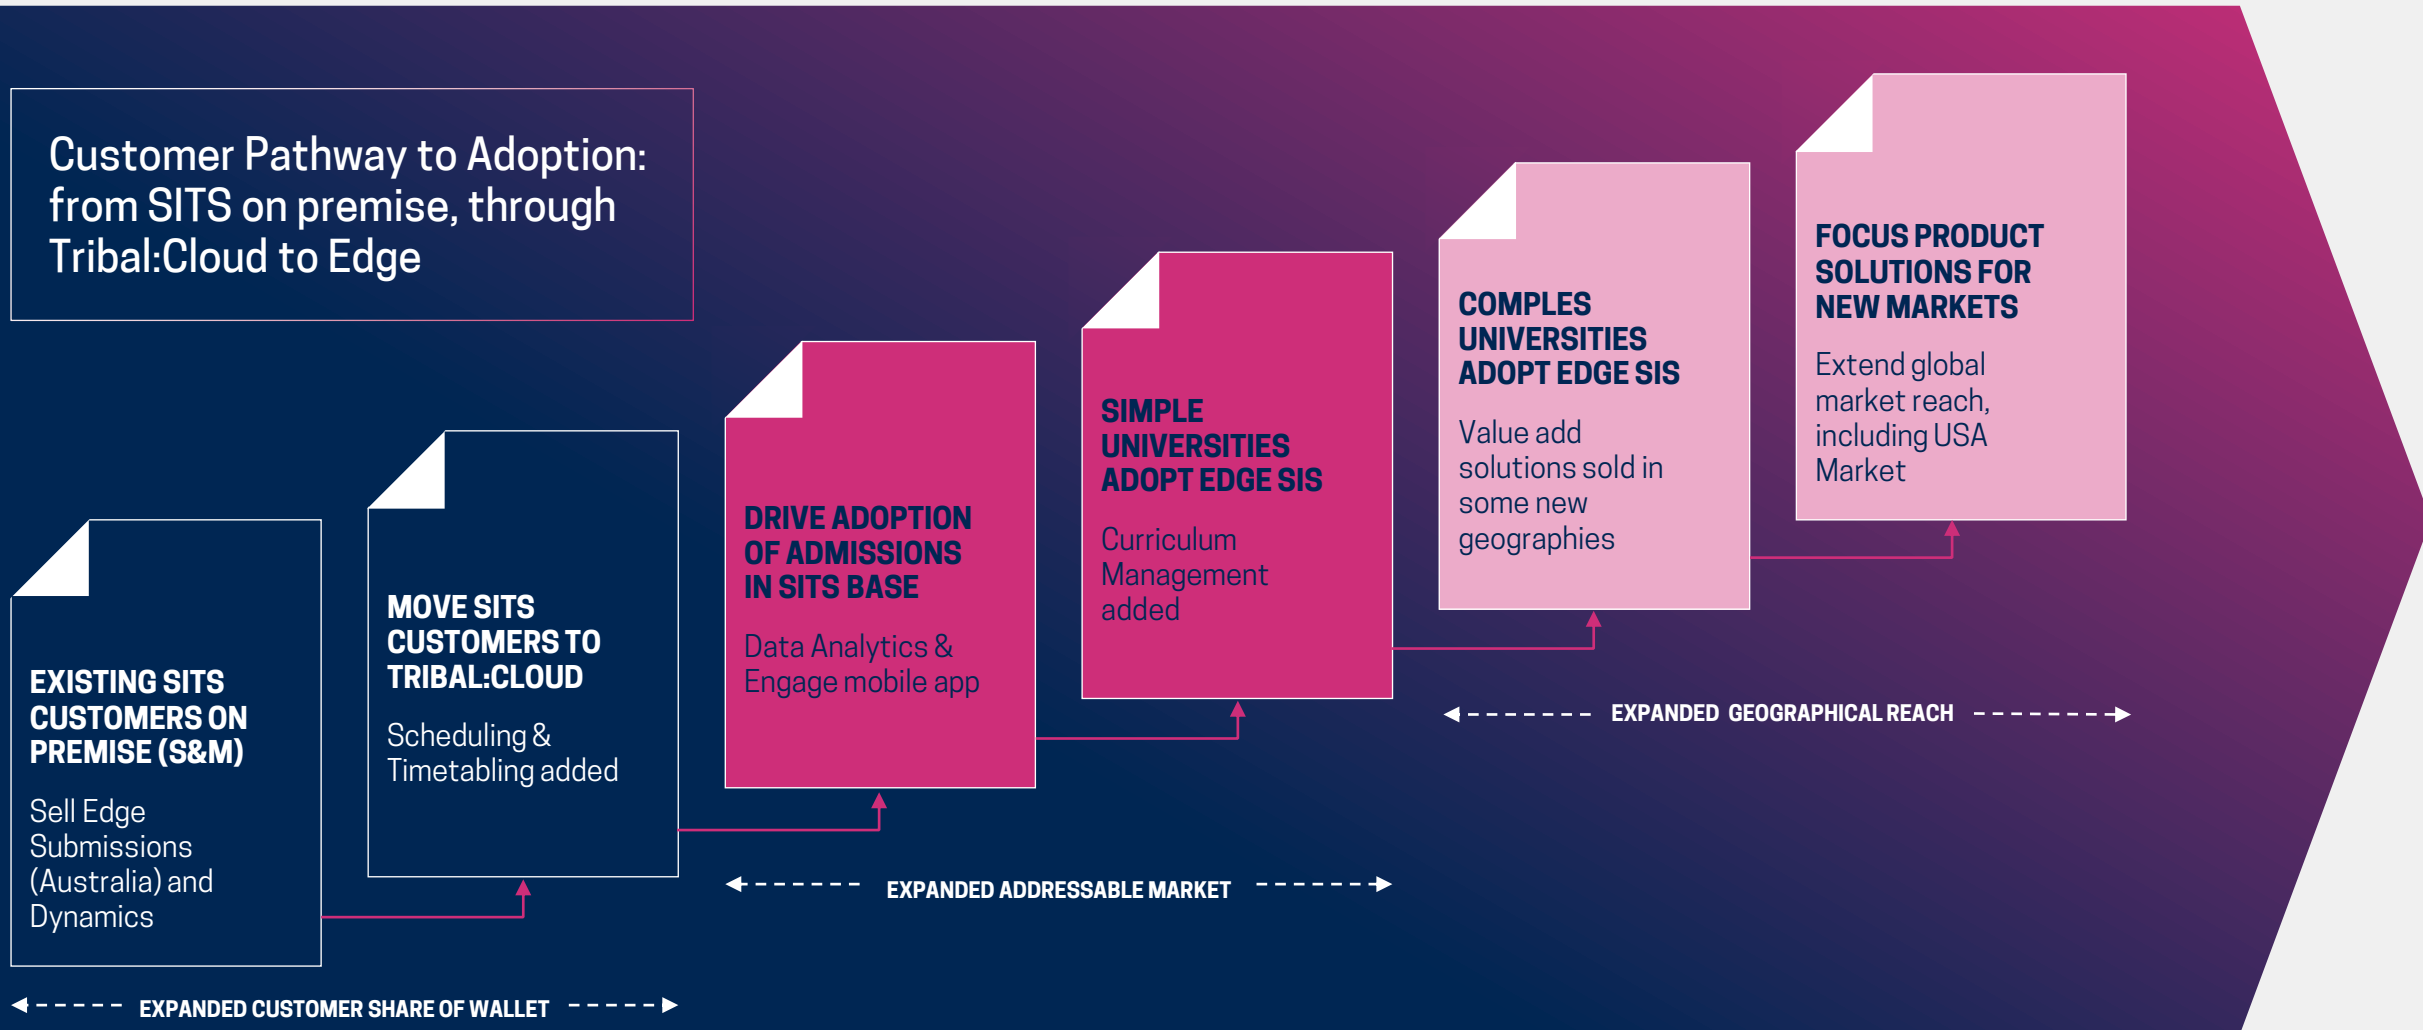 Customer Pathway to Adoption:
from SITS on premise, through
Tribal:Cloud to Edge
EXISTING SITS
CUSTOMERS ON
PREMISE (S&M)
Sell Edge
Submissions
(Australia) and
Dynamics
MOVE SITS
CUSTOMERS TO
TRIBAL:CLOUD
Scheduling &
Timetabling added
EXPANDED CUSTOMER SHARE OF WALLET
DRIVE ADOPTION
OF ADMISSIONS
IN SITS BASE
Data Analytics &
Engage mobile app
SIMPLE
UNIVERSITIES
ADOPT EDGE SIS
Curriculum
Management
added
EXPANDED ADDRESSABLE MARKET
COMPLES
UNIVERSITIES
ADOPT EDGE SIS
Value add
solutions sold in
some new
geographies
FOCUS PRODUCT
SOLUTIONS FOR
NEW MARKETS
Extend global
market reach,
including USA
Market
EXPANDED GEOGRAPHICAL REACH